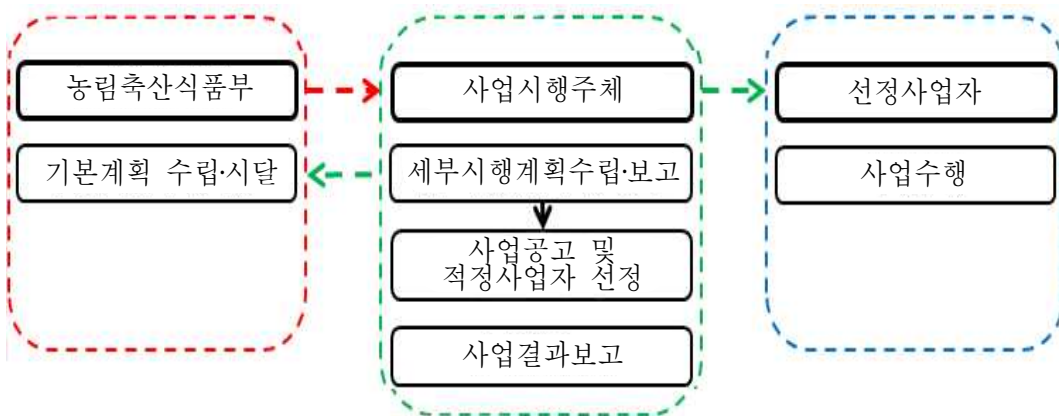 농림축산식품부
기본계획 수립·시달
사업시행주체
세부시행계획수립·보고
사업공고 및
적정사업자 선정
사업결과보고
선정사업자
사업수행